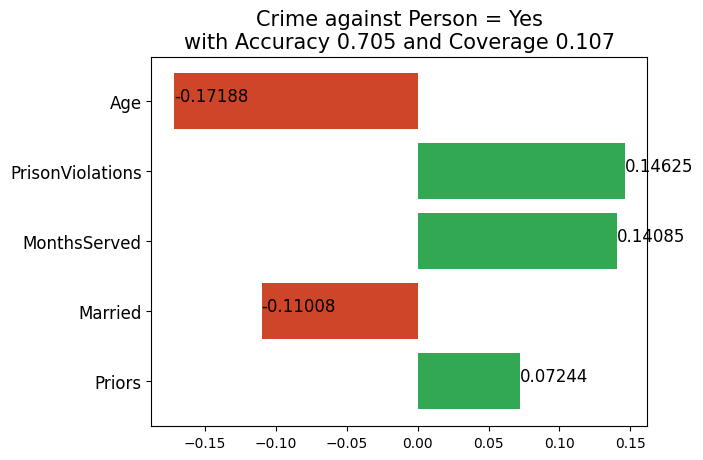 Crime against Person = Yes
with Accuracy 0.705 and Coverage 0.107
Age
-0.17188
PrisonViolations
0.14625
MonthsServed
0.14085
Married
-0.11008
Priors
0.07244
−0.15 −0.10 −0.05 0.00 0.05 0.10 0.15